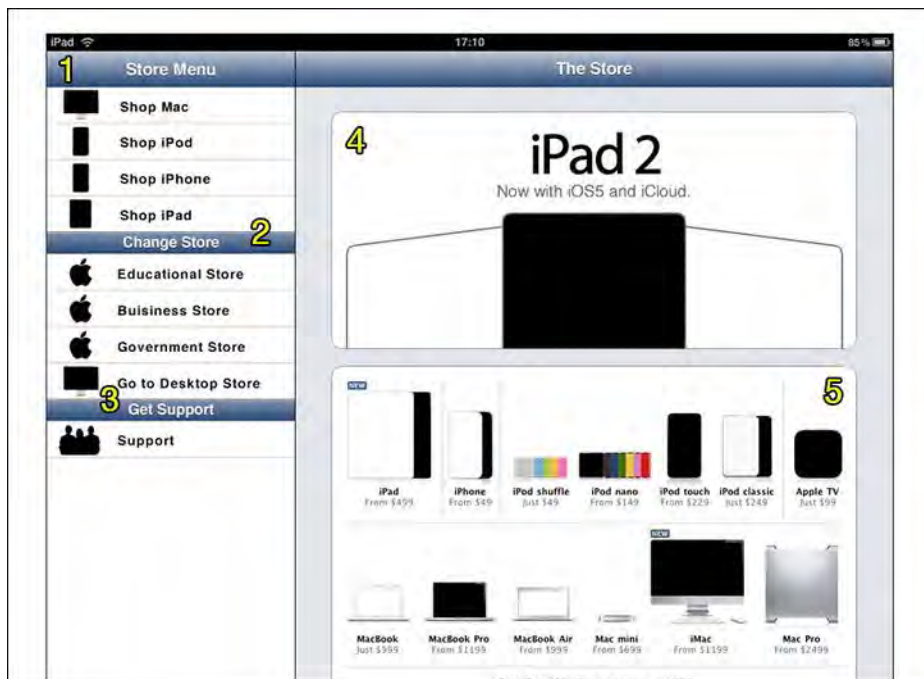 iPad 17:10 85%
1 Store Menu The Store
Shop Mac
Shop iPod
Shop iPhone
Shop iPad
2
Change Store
Educational Store
Buisiness Store
Government Store
Go to Desktop Store
3
Get Support
Support
4
iPad 2
Now with iOS5 and iCloud.
5
NEW
iPad iPhone iPod shuffle iPod nano iPod touch iPod classic Apple TV
From $499 From $49 Just $49 From $149 From $229 Just $249 Just $99
NEW
MacBook MacBook Pro MacBook Air Mac mini iMac Mac Pro
Just $999 From $1199 From $999 From $699 From $1199 From $2499